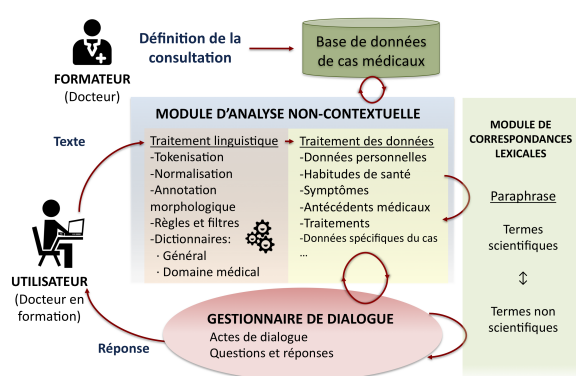 Définition de la
consultation
Base de données
de cas médicaux
FORMATEUR
(Docteur)
MODULE D'ANALYSE NON-CONTEXTUELLE
Texte
Traitement linguistique
-Tokenisation
-Normalisation
-Annotation
morphologique
-Règles et filtres
-Dictionnaires:
· Général
· Domaine médical
Traitement des données
-Données personnelles
-Habitudes de santé
-Symptômes
-Antécédents médicaux
-Traitements
-Données spécifiques du cas
...
MODULE DE
CORRESPONDANCES
LEXICALES
Paraphrase
Termes
scientifiques
↕
Termes non
scientifiques
UTILISATEUR
(Docteur en
formation)
Réponse
GESTIONNAIRE DE DIALOGUE
Actes de dialogue
Questions et réponses